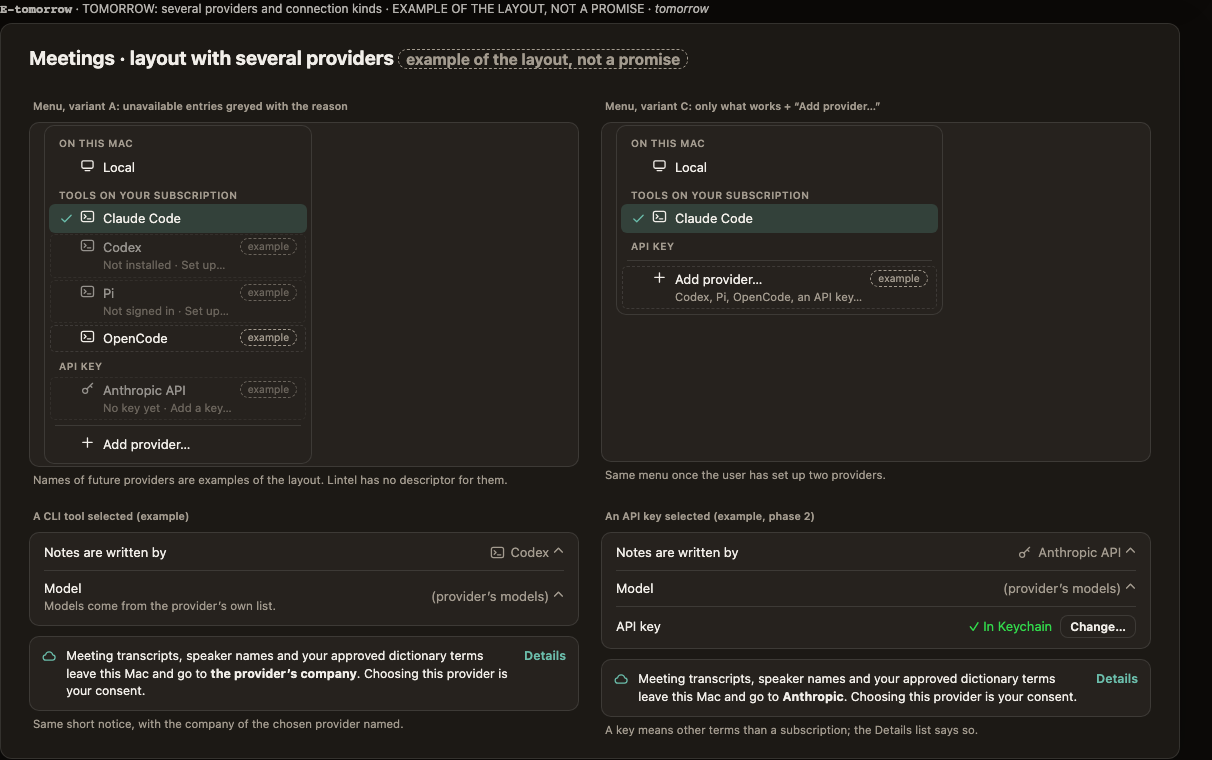 E-tomorrow · TOMORROW: several providers and connection kinds · EXAMPLE OF THE LAYOUT, NOT A PROMISE · tomorrow
Meetings · layout with several providers example of the layout, not a promise
Menu, variant A: unavailable entries greyed with the reason
ON THIS MAC
Local
TOOLS ON YOUR SUBSCRIPTION
Claude Code
Codex example
Not installed · Set up…
Pi example
Not signed in · Set up…
OpenCode example
API KEY
Anthropic API example
No key yet · Add a key…
Add provider…
Names of future providers are examples of the layout. Lintel has no descriptor for them.
Menu, variant C: only what works + “Add provider…”
ON THIS MAC
Local
TOOLS ON YOUR SUBSCRIPTION
Claude Code
API KEY
Add provider… example
Codex, Pi, OpenCode, an API key…
Same menu once the user has set up two providers.
A CLI tool selected (example)
Notes are written by Codex
Model (provider’s models)
Models come from the provider’s own list.
Meeting transcripts, speaker names and your approved dictionary terms Details
leave this Mac and go to the provider’s company. Choosing this provider is
your consent.
Same short notice, with the company of the chosen provider named.
An API key selected (example, phase 2)
Notes are written by Anthropic API
Model (provider’s models)
API key ✓ In Keychain Change…
Meeting transcripts, speaker names and your approved dictionary terms Details
leave this Mac and go to Anthropic. Choosing this provider is your consent.
A key means other terms than a subscription; the Details list says so.